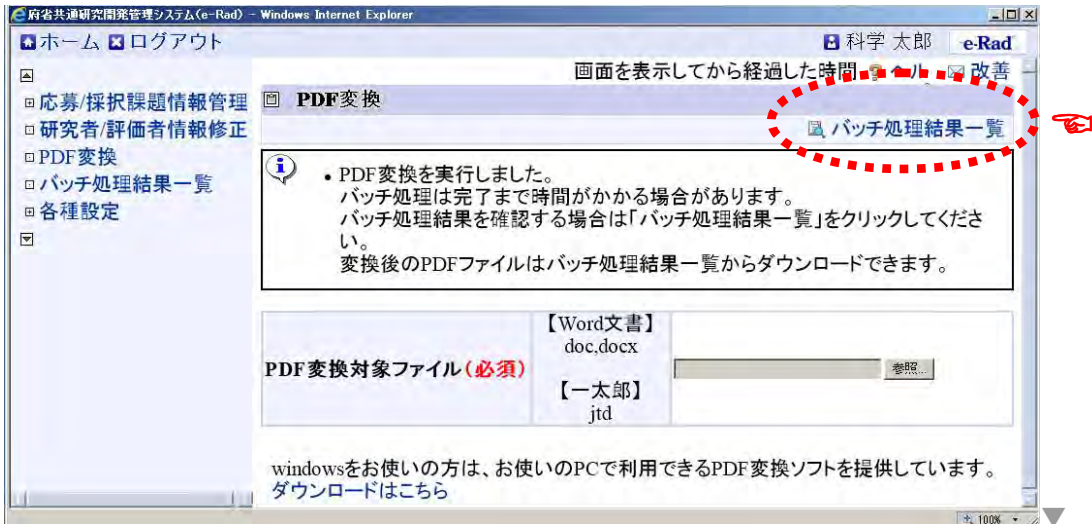 府省共通研究開発管理システム(e-Rad) - Windows Internet Explorer
ホーム ログアウト
科学 太郎 e-Rad
画面を表示してから経過した時間 ヘル 改善
応募/採択課題情報管理
研究者/評価者情報修正
PDF変換
バッチ処理結果一覧
各種設定
PDF変換
バッチ処理結果一覧
・PDF変換を実行しました。
バッチ処理は完了まで時間がかかる場合があります。
バッチ処理結果を確認する場合は「バッチ処理結果一覧」をクリックしてくださ
い。
変換後のPDFファイルはバッチ処理結果一覧からダウンロードできます。
PDF変換対象ファイル(必須)
【Word文書】
doc,docx
【一太郎】
jtd
参照...
windowsをお使いの方は、お使いのPCで利用できるPDF変換ソフトを提供しています。
ダウンロードはこちら
100%